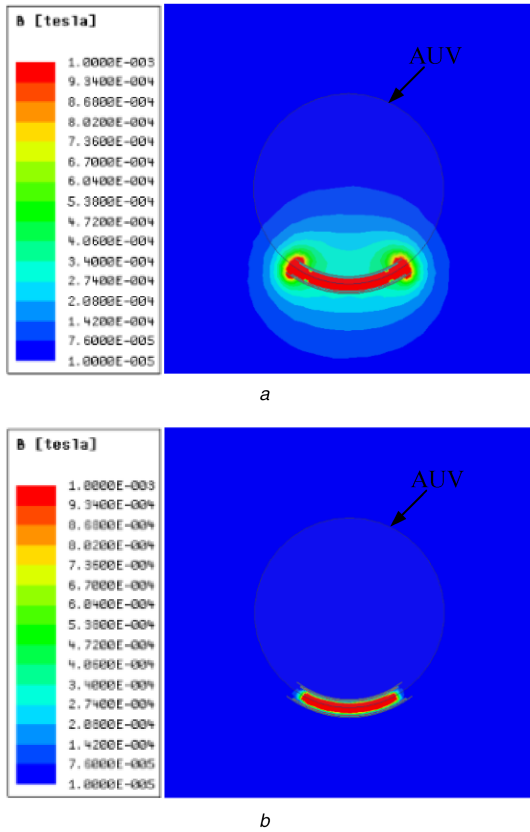 B [tesla]
1.0000E-003
9.3400E-004
8.6800E-004
8.0200E-004
7.3600E-004
6.7000E-004
6.0400E-004
5.3800E-004
4.7200E-004
4.0600E-004
3.4000E-004
2.7400E-004
2.0800E-004
1.4200E-004
7.6000E-005
1.0000E-005
AUV
a
B [tesla]
1.0000E-003
9.3400E-004
8.6800E-004
8.0200E-004
7.3600E-004
6.7000E-004
6.0400E-004
5.3800E-004
4.7200E-004
4.0600E-004
3.4000E-004
2.7400E-004
2.0800E-004
1.4200E-004
7.6000E-005
1.0000E-005
AUV
b